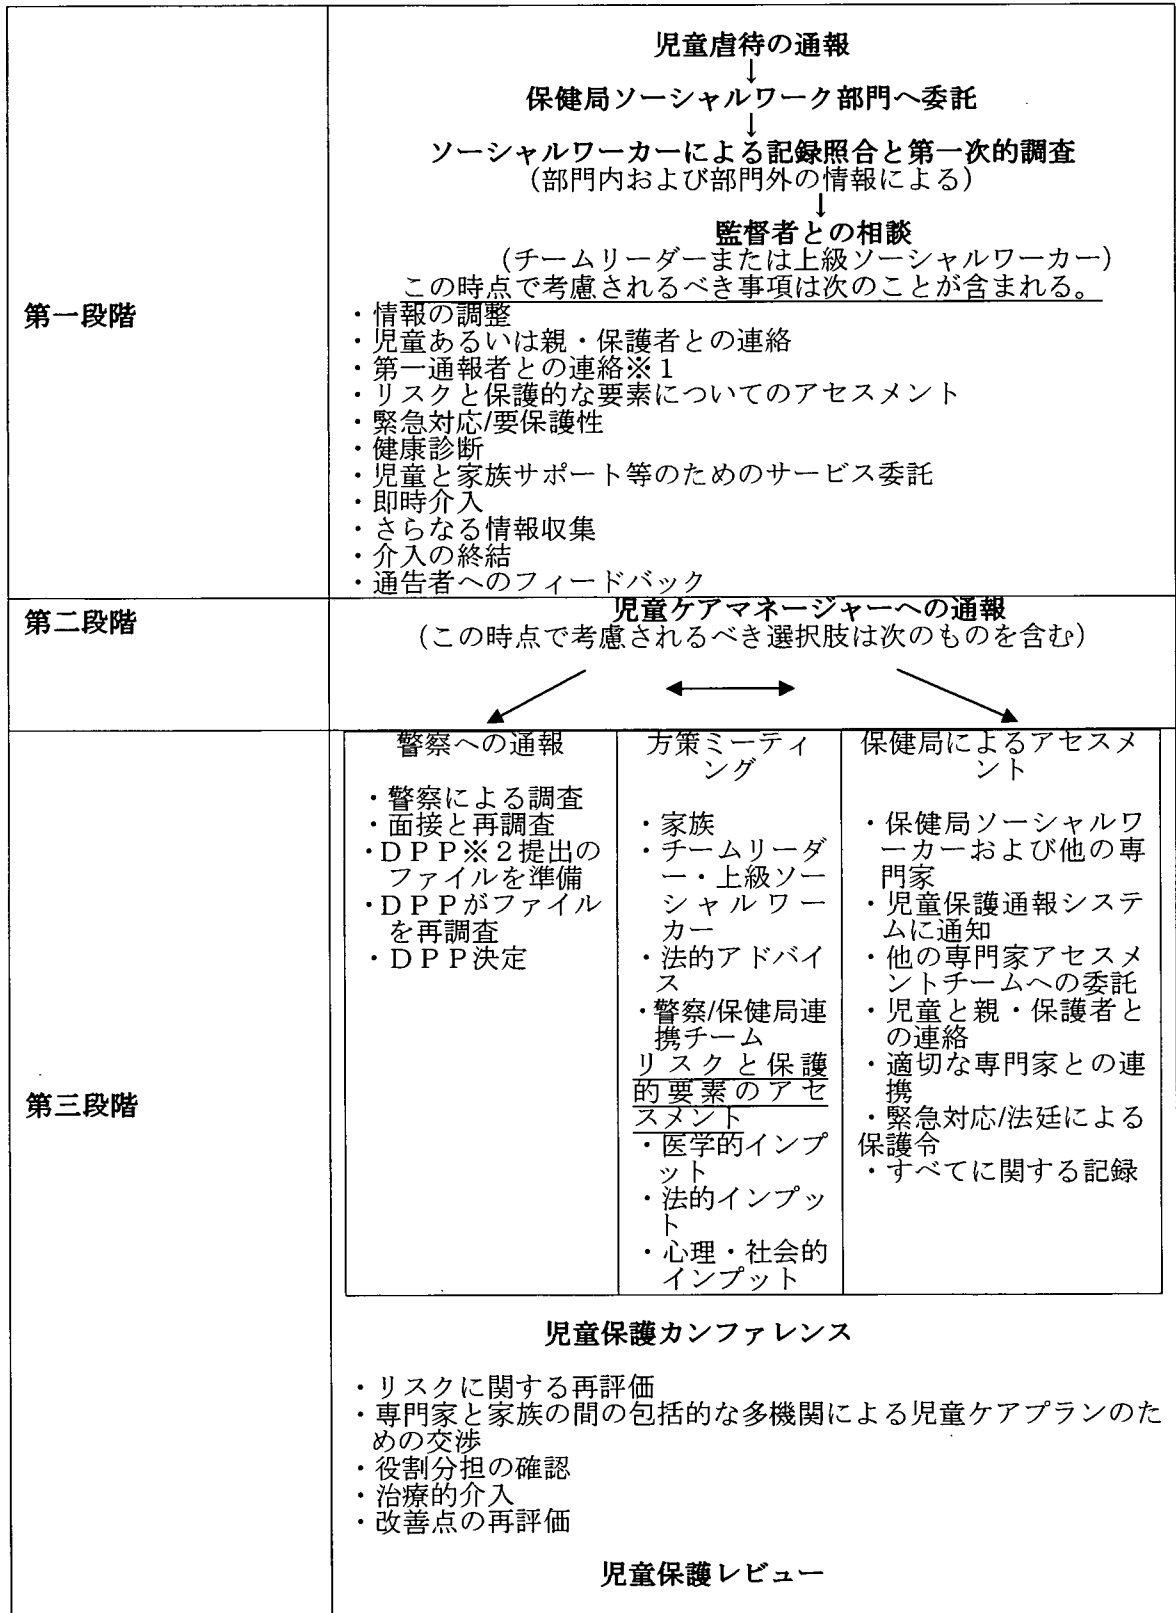 児童虐待の通報
↓
保健局ソーシャルワーク部門へ委託
↓
ソーシャルワーカーによる記録照合と第一次的調査
（部門内および部門外の情報による）
↓
監督者との相談
（チームリーダーまたは上級ソーシャルワーカー）
この時点で考慮されるべき事項は次のことが含まれる。
第一段階
・情報の調整
・児童あるいは親・保護者との連絡
・第一通報者との連絡※１
・リスクと保護的な要素についてのアセスメント
・緊急対応/要保護性
・健康診断
・児童と家族サポート等のためのサービス委託
・即時介入
・さらなる情報収集
・介入の終結
・通告者へのフィードバック
第二段階
児童ケアマネージャーへの通報
（この時点で考慮されるべき選択肢は次のものを含む）
第三段階
警察への通報
・警察による調査
・面接と再調査
・ＤＰＰ※２提出の
ファイルを準備
・ＤＰＰがファイル
を再調査
・ＤＰＰ決定
方策ミーティ
ング
・家族
・チームリーダ
ー・上級ソー
シャルワー
カー
・法的アドバイ
ス
・警察/保健局連
携チーム
リスクと保護
的要素のアセ
スメント
・医学的インプ
ット
・法的インプッ
ト
・心理・社会的
インプット
保健局によるアセスメ
ント
・保健局ソーシャルワ
ーカーおよび他の専
門家
・児童保護通報システ
ムに通知
・他の専門家アセスメ
ントチームへの委託
・児童と親・保護者と
の連絡
・適切な専門家との連
携
・緊急対応/法廷による
保護令
・すべてに関する記録
児童保護カンファレンス
・リスクに関する再評価
・専門家と家族の間の包括的な多機関による児童ケアプランのた
めの交渉
・役割分担の確認
・治療的介入
・改善点の再評価
児童保護レビュー